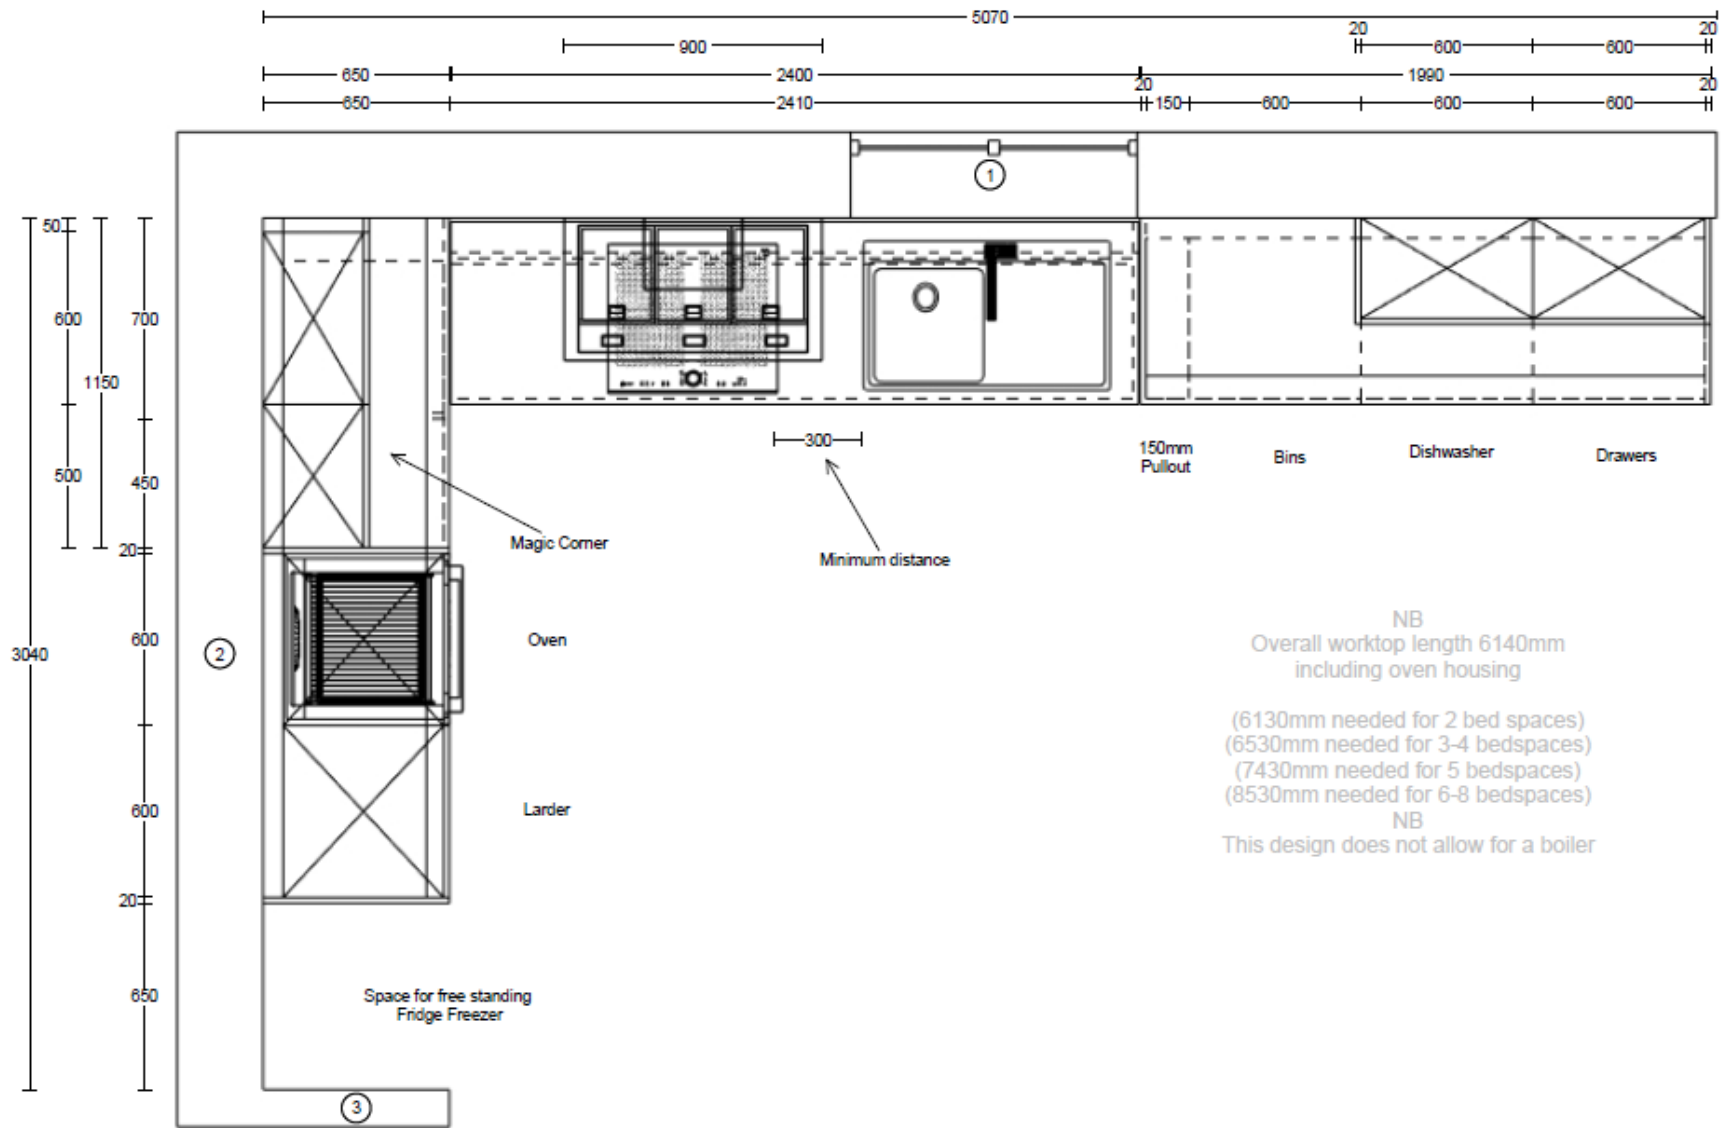 5070
20
20
900
600
600
650
2400
1990
650
2410
20
150
600
600
600
20
1
50
600
700
1150
500
450
300
150mm
Pullout
Bins
Dishwasher
Drawers
Magic Corner
Minimum distance
20
3040
2
600
Oven
NB
Overall worktop length 6140mm
including oven housing
(6130mm needed for 2 bed spaces)
(6530mm needed for 3-4 bedspaces)
(7430mm needed for 5 bedspaces)
(8530mm needed for 6-8 bedspaces)
NB
This design does not allow for a boiler
600
Larder
20
650
Space for free standing
Fridge Freezer
3